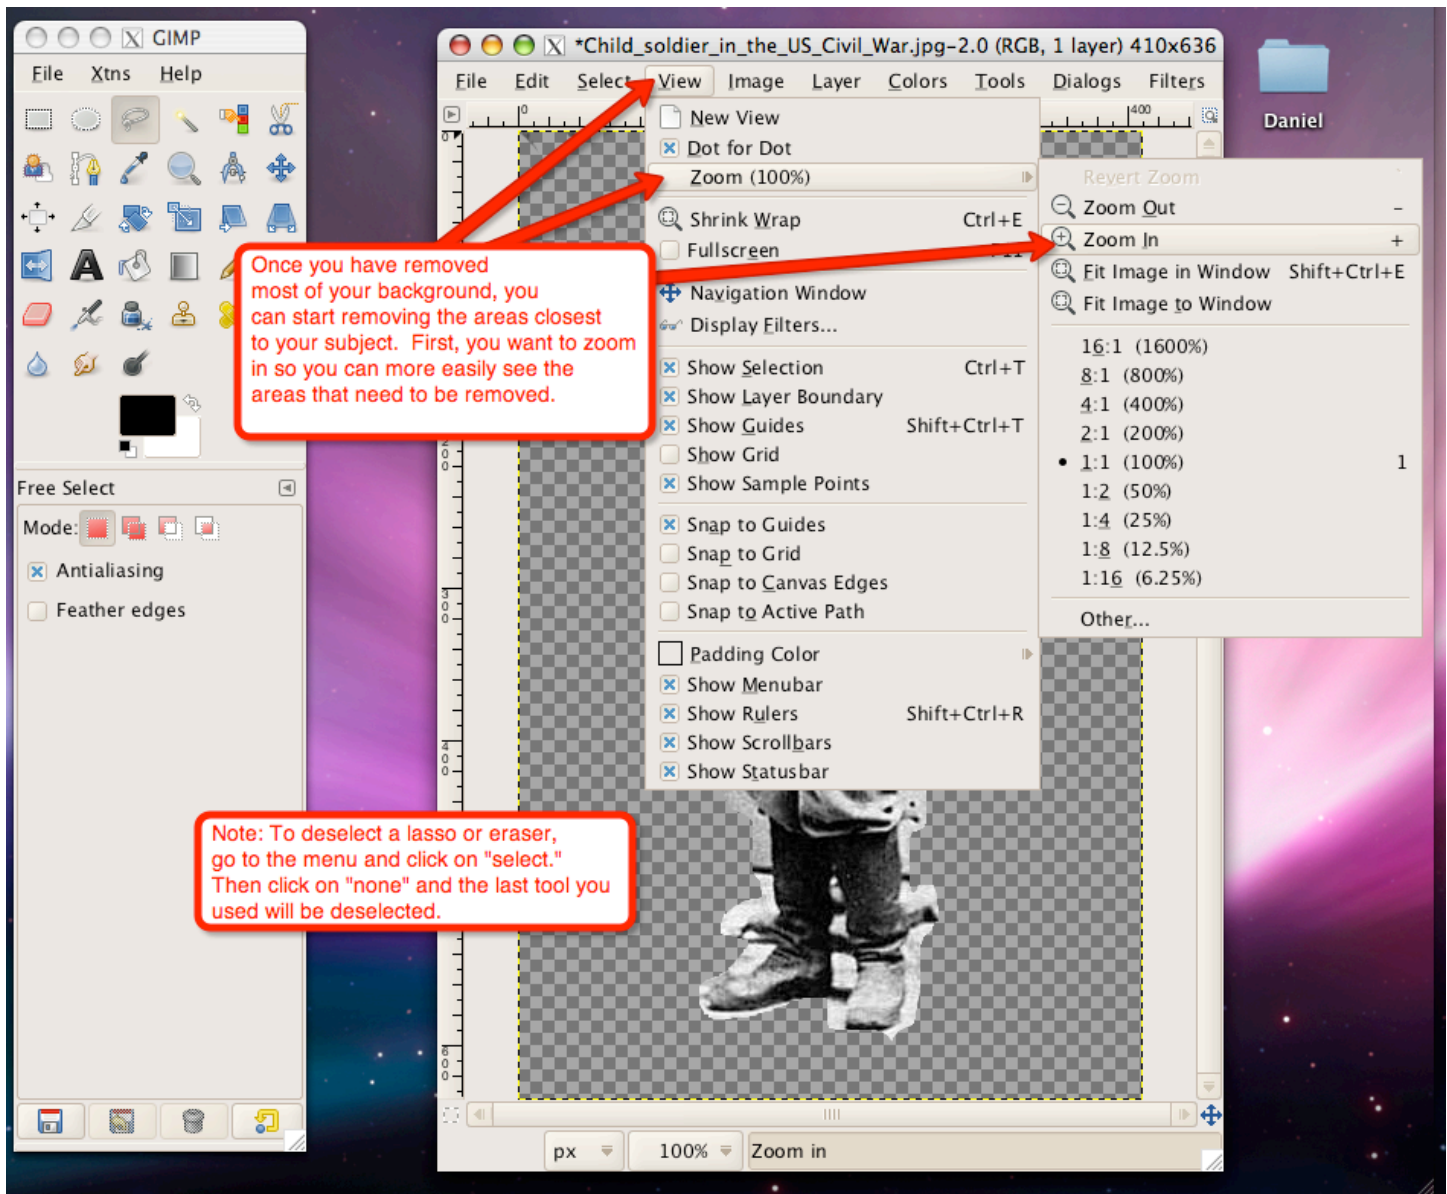 GIMP
File Xtns Help
*Child_soldier_in_the_US_Civil_War.jpg-2.0 (RGB, 1 layer) 410x636
File Edit Select View Image Layer Colors Tools Dialogs Filters
0 400
Daniel
New View
Dot for Dot
Zoom (100%)
Shrink Wrap Ctrl+E
Fullscreen
Navigation Window
Display Filters...
Show Selection Ctrl+T
Show Layer Boundary
Show Guides Shift+Ctrl+T
Show Grid
Show Sample Points
Snap to Guides
Snap to Grid
Snap to Canvas Edges
Snap to Active Path
Padding Color
Show Menubar
Show Rulers Shift+Ctrl+R
Show Scrollbars
Show Statusbar
Revert Zoom
Zoom Out -
Zoom In +
Fit Image in Window Shift+Ctrl+E
Fit Image to Window
16:1 (1600%)
8:1 (800%)
4:1 (400%)
2:1 (200%)
1:1 (100%) 1
1:2 (50%)
1:4 (25%)
1:8 (12.5%)
1:16 (6.25%)
Other...
Once you have removed
most of your background, you
can start removing the areas closest
to your subject. First, you want to zoom
in so you can more easily see the
areas that need to be removed.
Free Select
Mode:
Antialiasing
Feather edges
300
400
600
Note: To deselect a lasso or eraser,
go to the menu and click on "select."
Then click on "none" and the last tool you
used will be deselected.
px 100% Zoom in